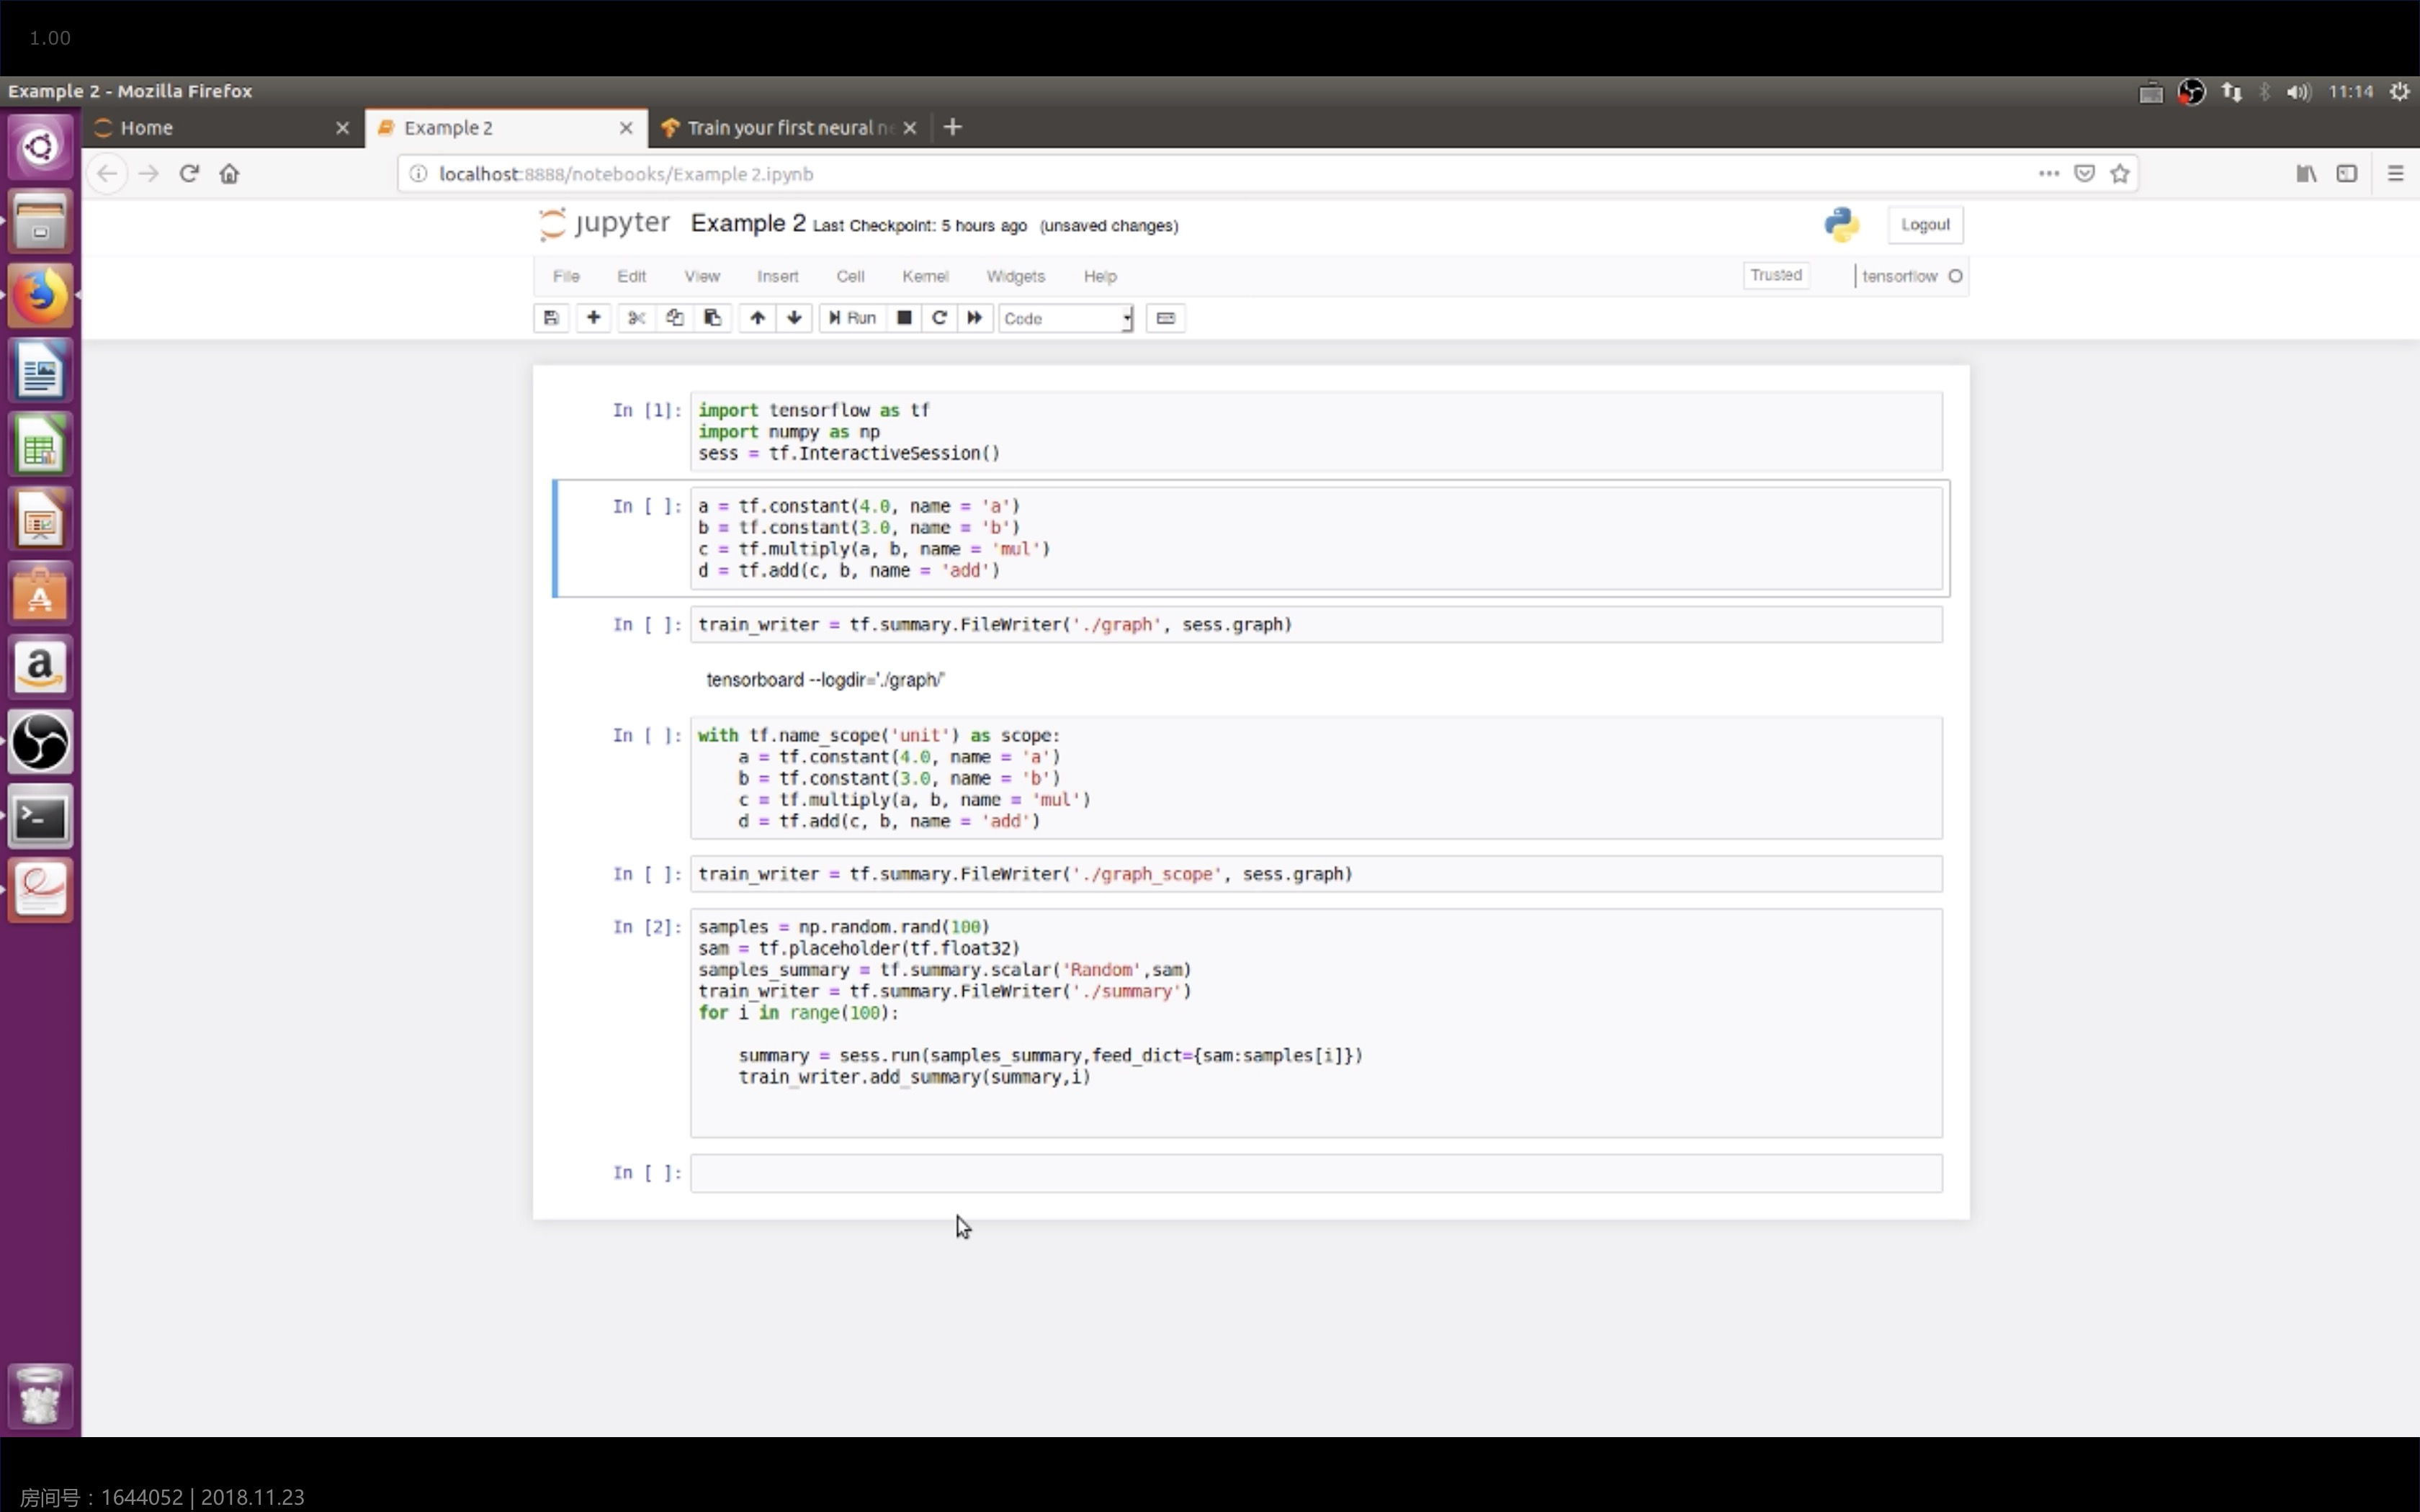 1.00
Example 2 - Mozilla Firefox
11:14
Home
Example 2
Train your first neural n
localhost:8888/notebooks/Example 2.ipynb
jupyter Example 2 Last Checkpoint: 5 hours ago (unsaved changes)
Logout
File Edit View Insert Cell Kernel Widgets Help
Trusted
tensorflow
Run
Code
In [1]: import tensorflow as tf
import numpy as np
sess = tf.InteractiveSession()
In [ ]: a = tf.constant(4.0, name = 'a')
b = tf.constant(3.0, name = 'b')
c = tf.multiply(a, b, name = 'mul')
d = tf.add(c, b, name = 'add')
In [ ]: train_writer = tf.summary.FileWriter('./graph', sess.graph)
tensorboard --logdir='./graph/'
In [ ]: with tf.name_scope('unit') as scope:
    a = tf.constant(4.0, name = 'a')
    b = tf.constant(3.0, name = 'b')
    c = tf.multiply(a, b, name = 'mul')
    d = tf.add(c, b, name = 'add')
In [ ]: train_writer = tf.summary.FileWriter('./graph_scope', sess.graph)
In [2]: samples = np.random.rand(100)
sam = tf.placeholder(tf.float32)
samples_summary = tf.summary.scalar('Random',sam)
train_writer = tf.summary.FileWriter('./summary')
for i in range(100):
    summary = sess.run(samples_summary,feed_dict={sam:samples[i]})
    train_writer.add_summary(summary,i)
In [ ]:
房间号：1644052 | 2018.11.23